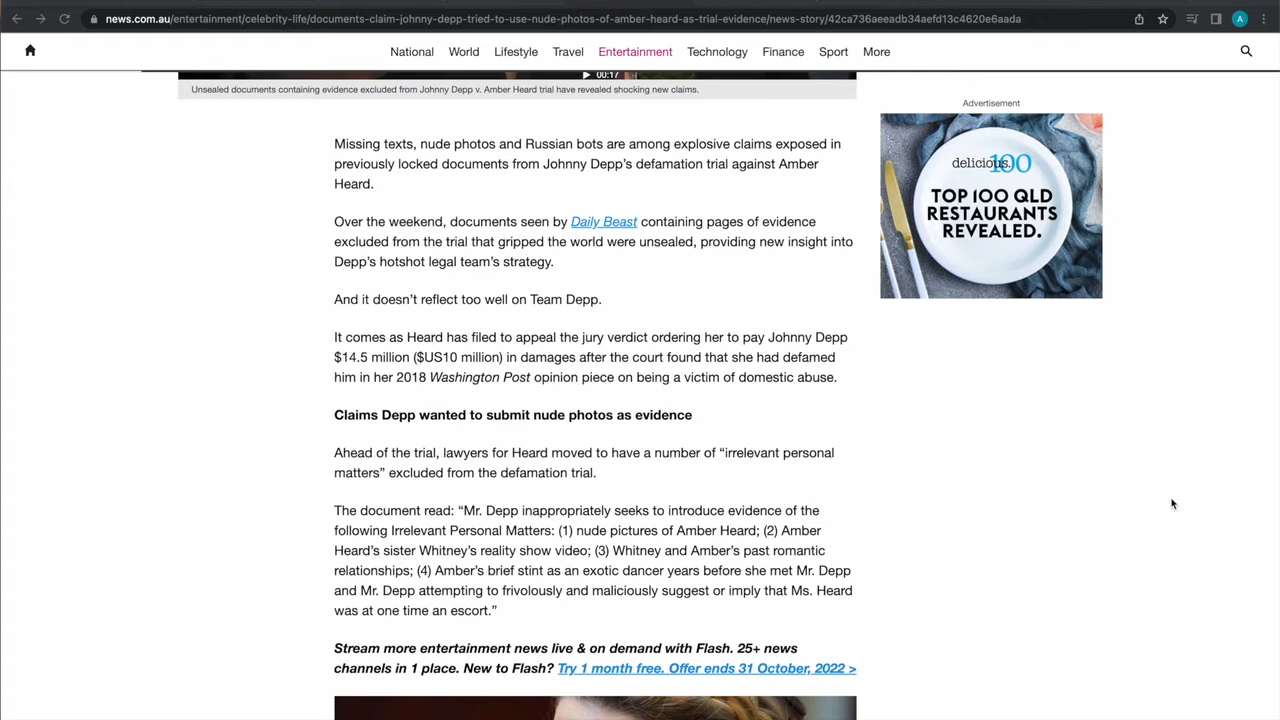 news.com.au/entertainment/celebrity-life/documents-claim-johnny-depp-tried-to-use-nude-photos-of-amber-heard-as-trial-evidence/news-story/42ca736aeeadb34aefd13c4620e6aada
A
National World Lifestyle Travel Entertainment Technology Finance Sport More
00:17
Unsealed documents containing evidence excluded from Johnny Depp v. Amber Heard trial have revealed shocking new claims.
Advertisement
delicious. 100
TOP 100 QLD
RESTAURANTS
REVEALED.
Missing texts, nude photos and Russian bots are among explosive claims exposed in
previously locked documents from Johnny Depp's defamation trial against Amber
Heard.
Over the weekend, documents seen by Daily Beast containing pages of evidence
excluded from the trial that gripped the world were unsealed, providing new insight into
Depp's hotshot legal team's strategy.
And it doesn't reflect too well on Team Depp.
It comes as Heard has filed to appeal the jury verdict ordering her to pay Johnny Depp
$14.5 million ($US10 million) in damages after the court found that she had defamed
him in her 2018 Washington Post opinion piece on being a victim of domestic abuse.
Claims Depp wanted to submit nude photos as evidence
Ahead of the trial, lawyers for Heard moved to have a number of “irrelevant personal
matters” excluded from the defamation trial.
The document read: “Mr. Depp inappropriately seeks to introduce evidence of the
following Irrelevant Personal Matters: (1) nude pictures of Amber Heard; (2) Amber
Heard's sister Whitney's reality show video; (3) Whitney and Amber's past romantic
relationships; (4) Amber's brief stint as an exotic dancer years before she met Mr. Depp
and Mr. Depp attempting to frivolously and maliciously suggest or imply that Ms. Heard
was at one time an escort.”
Stream more entertainment news live & on demand with Flash. 25+ news
channels in 1 place. New to Flash? Try 1 month free. Offer ends 31 October, 2022 >